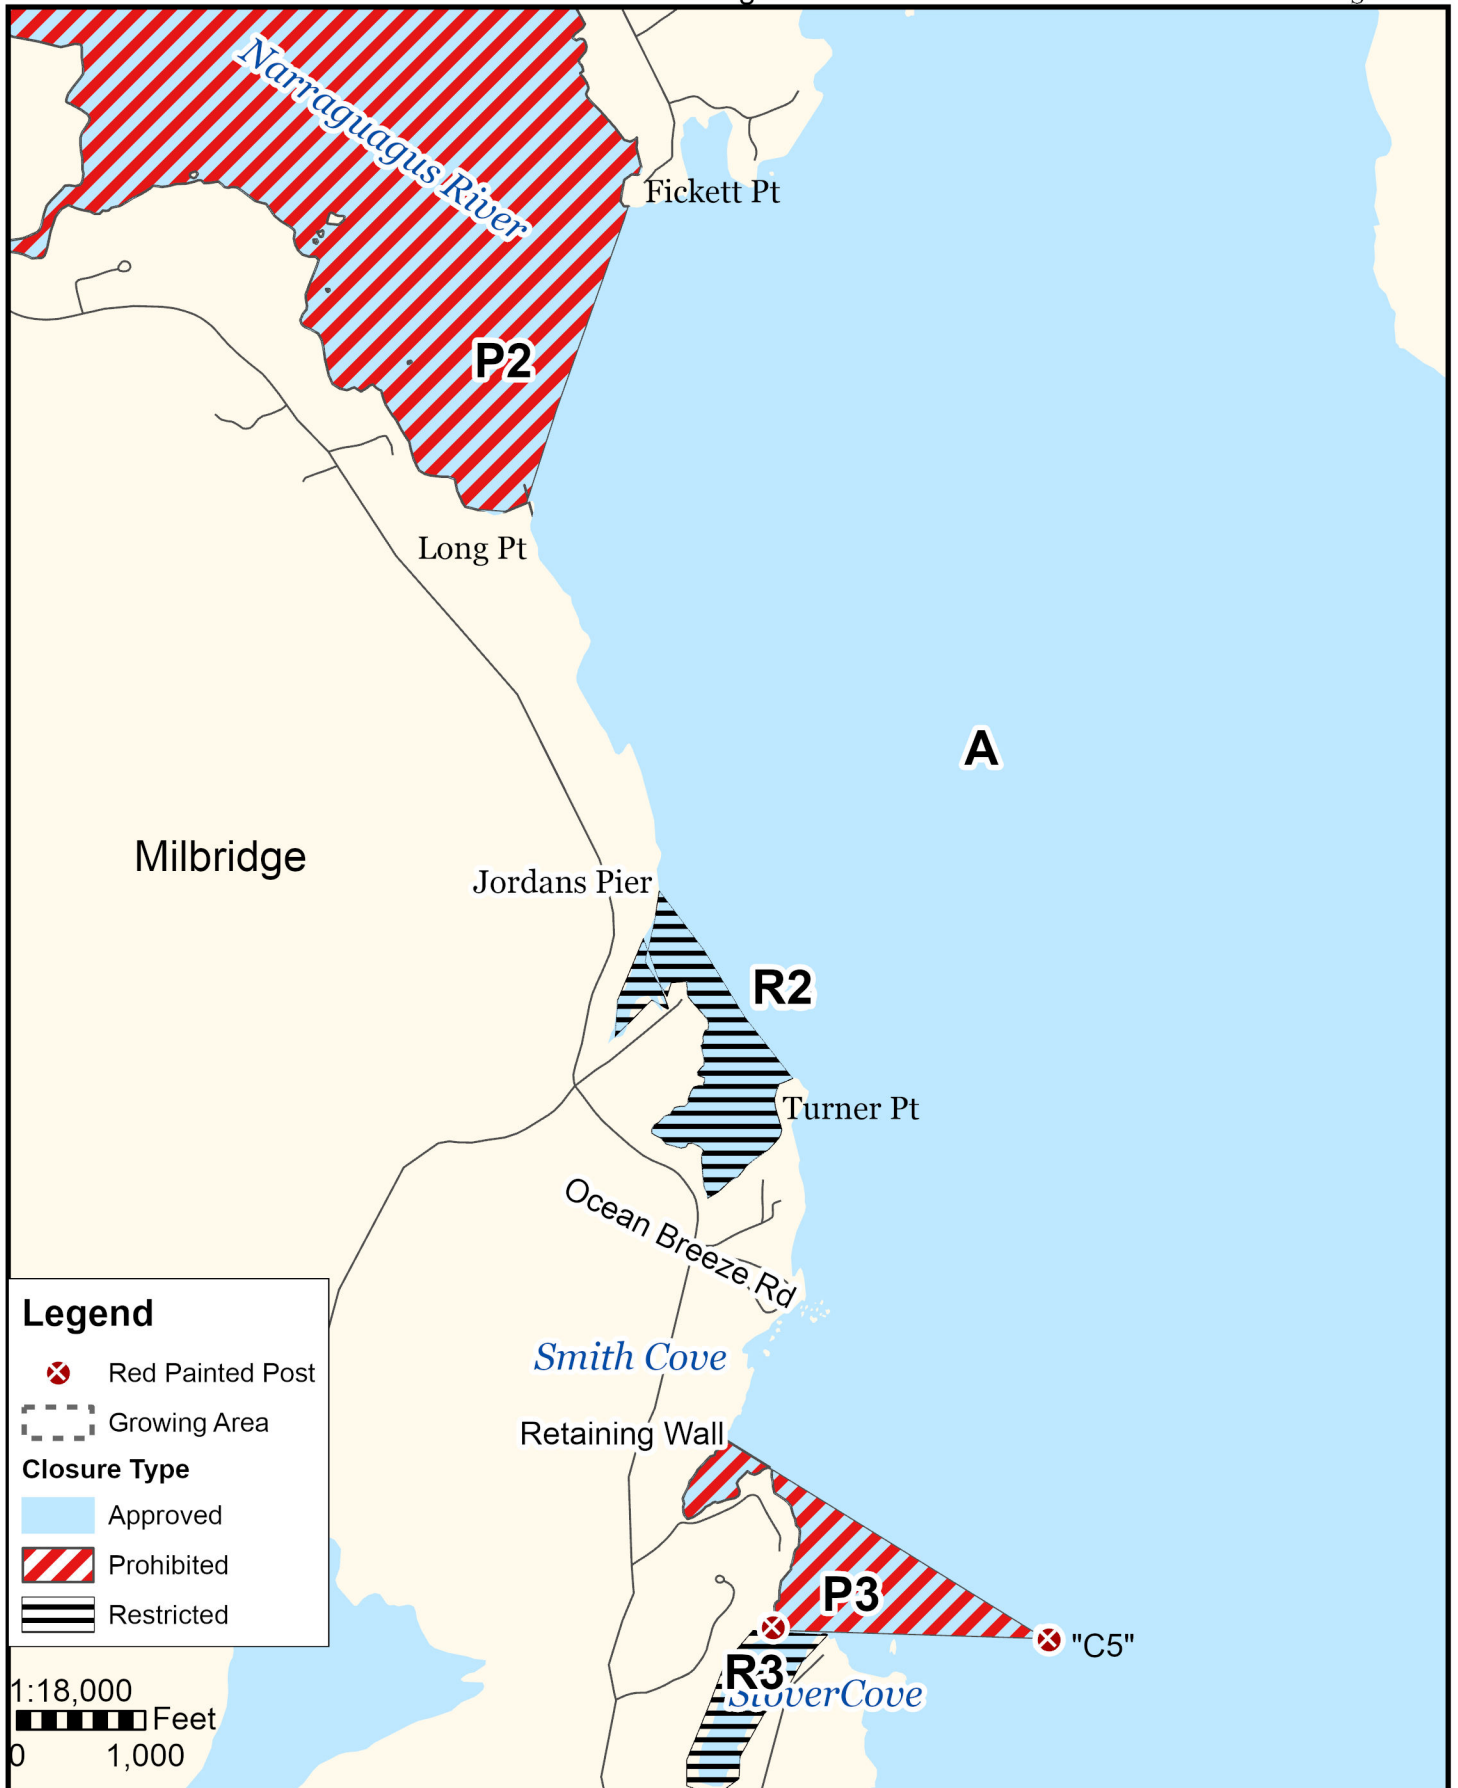 Narraguagus River
Fickett Pt
P2
Long Pt
A
Milbridge
Jordans Pier
R2
Turner Pt
Ocean Breeze Rd
Smith Cove
Retaining Wall
P3
"C5"
R3
StoverCove
Legend
Red Painted Post
Growing Area
Closure Type
Approved
Prohibited
Restricted
1:18,000
Feet
0 1,000